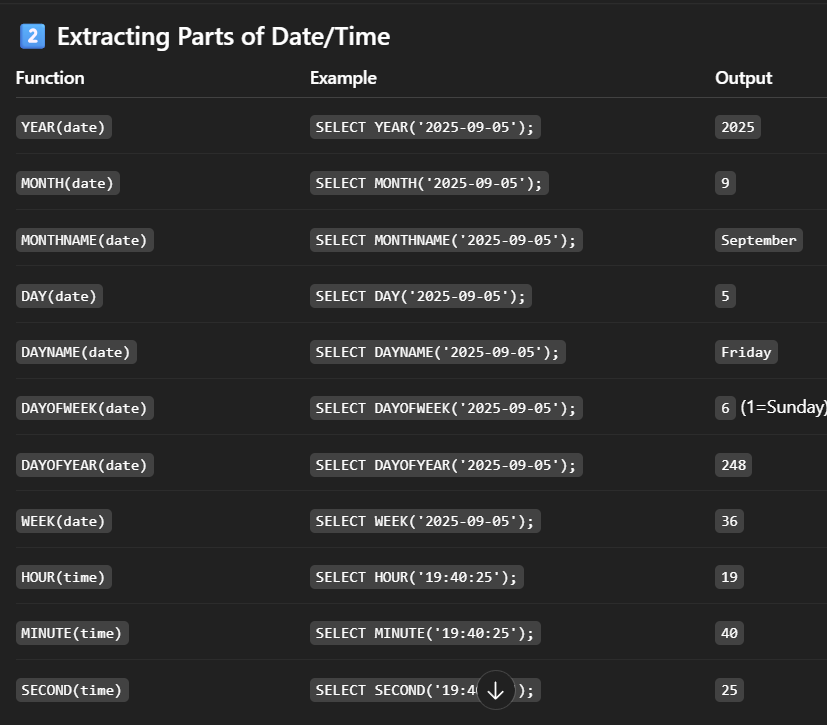 2 Extracting Parts of Date/Time
Function Example Output
YEAR(date) SELECT YEAR('2025-09-05'); 2025
MONTH(date) SELECT MONTH('2025-09-05'); 9
MONTHNAME(date) SELECT MONTHNAME('2025-09-05'); September
DAY(date) SELECT DAY('2025-09-05'); 5
DAYNAME(date) SELECT DAYNAME('2025-09-05'); Friday
DAYOFWEEK(date) SELECT DAYOFWEEK('2025-09-05'); 6 (1=Sunday)
DAYOFYEAR(date) SELECT DAYOFYEAR('2025-09-05'); 248
WEEK(date) SELECT WEEK('2025-09-05'); 36
HOUR(time) SELECT HOUR('19:40:25'); 19
MINUTE(time) SELECT MINUTE('19:40:25'); 40
SECOND(time) SELECT SECOND('19:4 '); 25